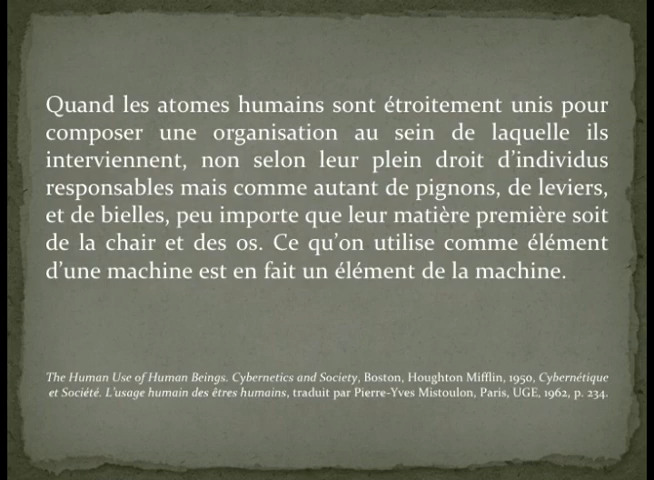 Quand les atomes humains sont étroitement unis pour
composer une organisation au sein de laquelle ils
interviennent, non selon leur plein droit d'individus
responsables mais comme autant de pignons, de leviers,
et de bielles, peu importe que leur matière première soit
de la chair et des os. Ce qu'on utilise comme élément
d'une machine est en fait un élément de la machine.
The Human Use of Human Beings. Cybernetics and Society, Boston, Houghton Mifflin, 1950, Cybernétique
et Société. L'usage humain des êtres humains, traduit par Pierre-Yves Mistoulon, Paris, UGE, 1962, p. 234.